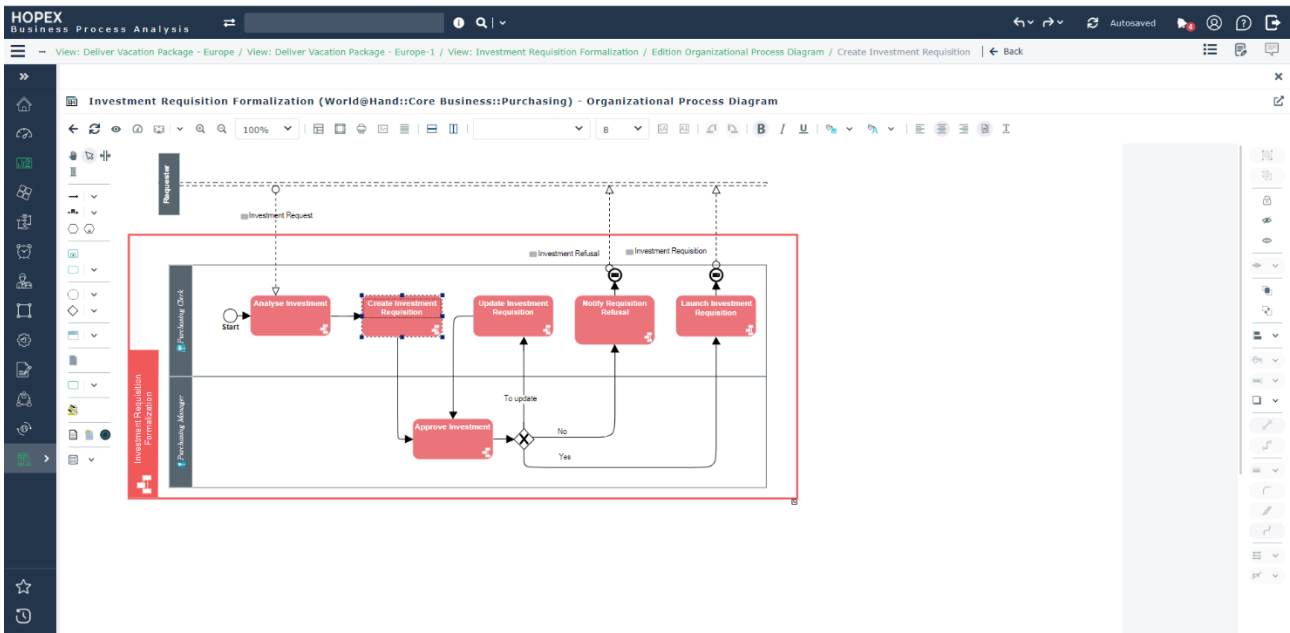 HOPEX
Business Process Analysis
Autosaved
4
View: Deliver Vacation Package - Europe / View: Deliver Vacation Package - Europe-1 / View: Investment Requisition Formalization / Edition Organizational Process Diagram / Create Investment Requisition
Back
Investment Requisition Formalization (World@Hand::Core Business::Purchasing) - Organizational Process Diagram
100%
8
B I U
Requester
Investment Request
Investment Refusal
Investment Requisition
Purchasing Clerk
Start
Analyse Investment
Create Investment
Requisition
Update Investment
Requisition
Notify Requisition
Refusal
Launch Investment
Requisition
Investment Requisition
Formalization
Purchasing Manager
To update
Approve Investment
No
Yes